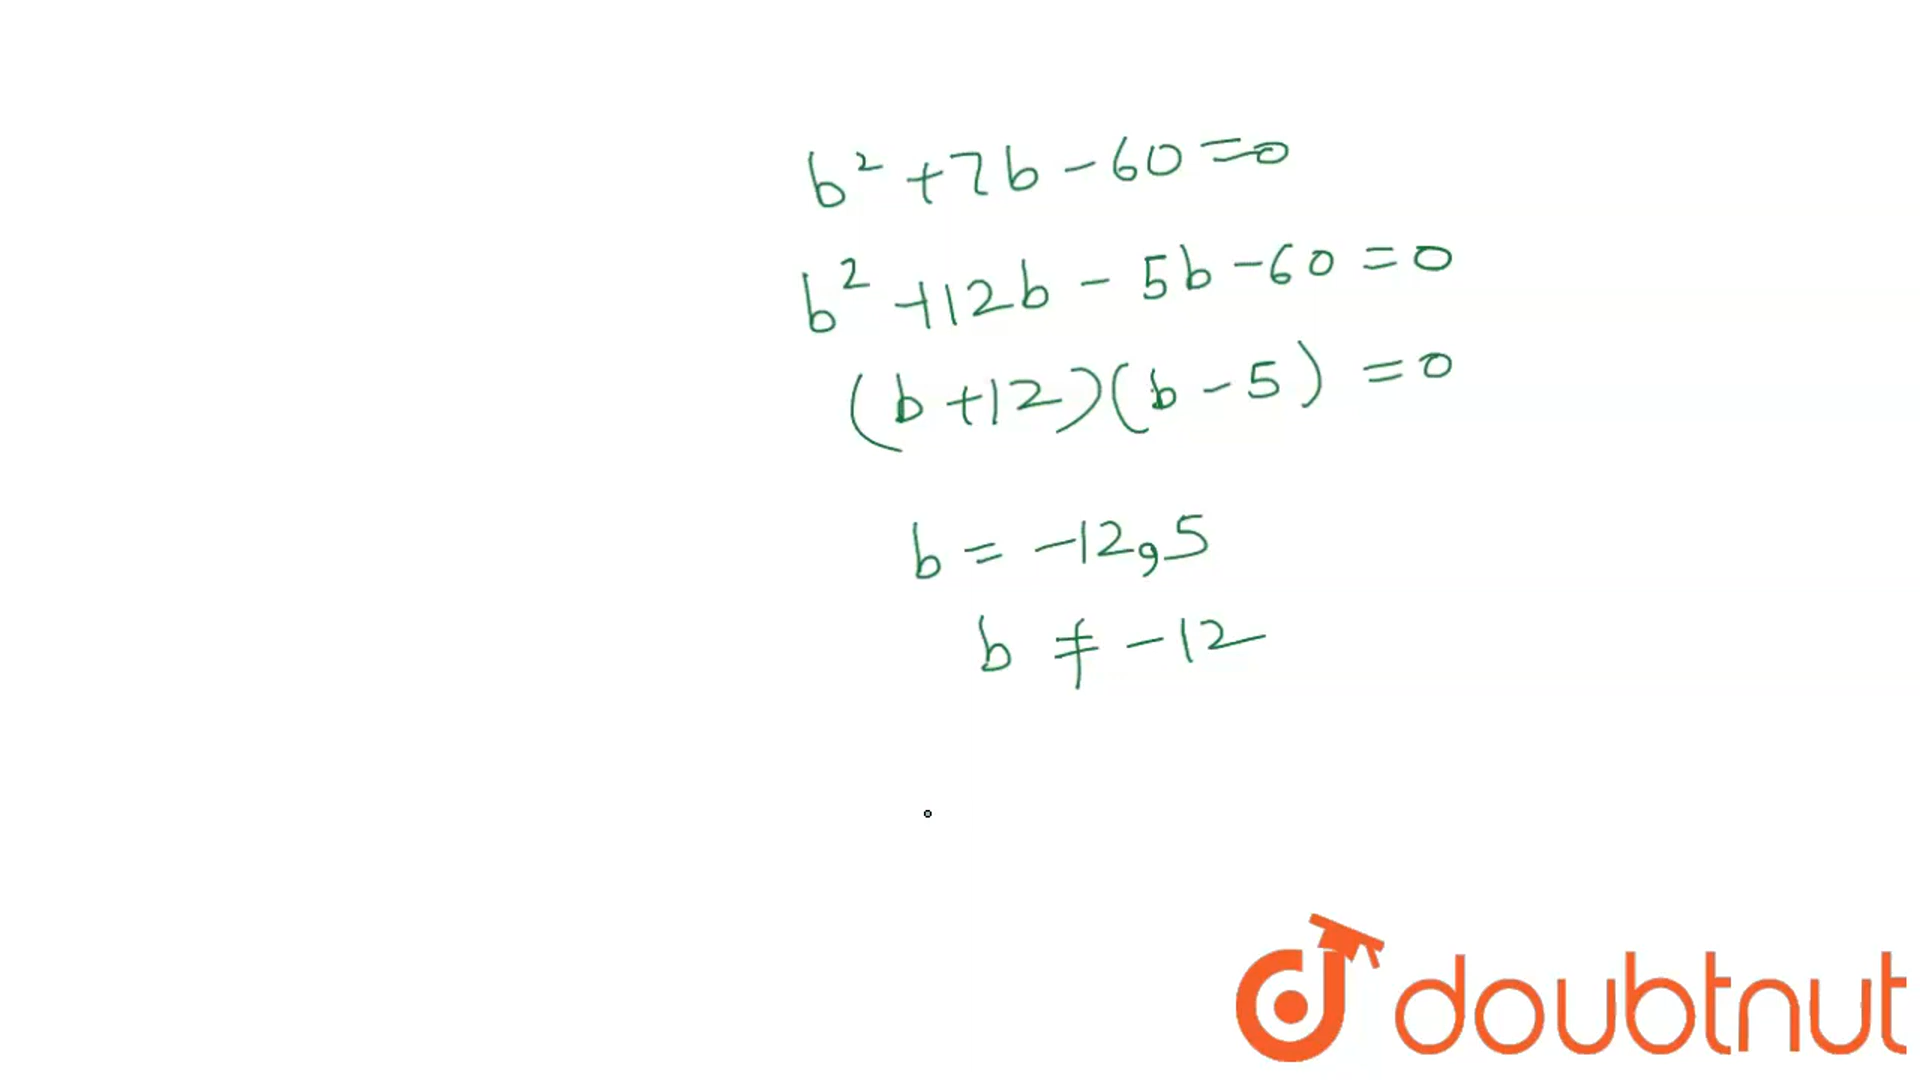 b² +7b - 60 = 0
b² +12b - 5b - 60 = 0
(b +12)(b - 5) = 0
b = -12, 5
b ≠ -12
doubtnut